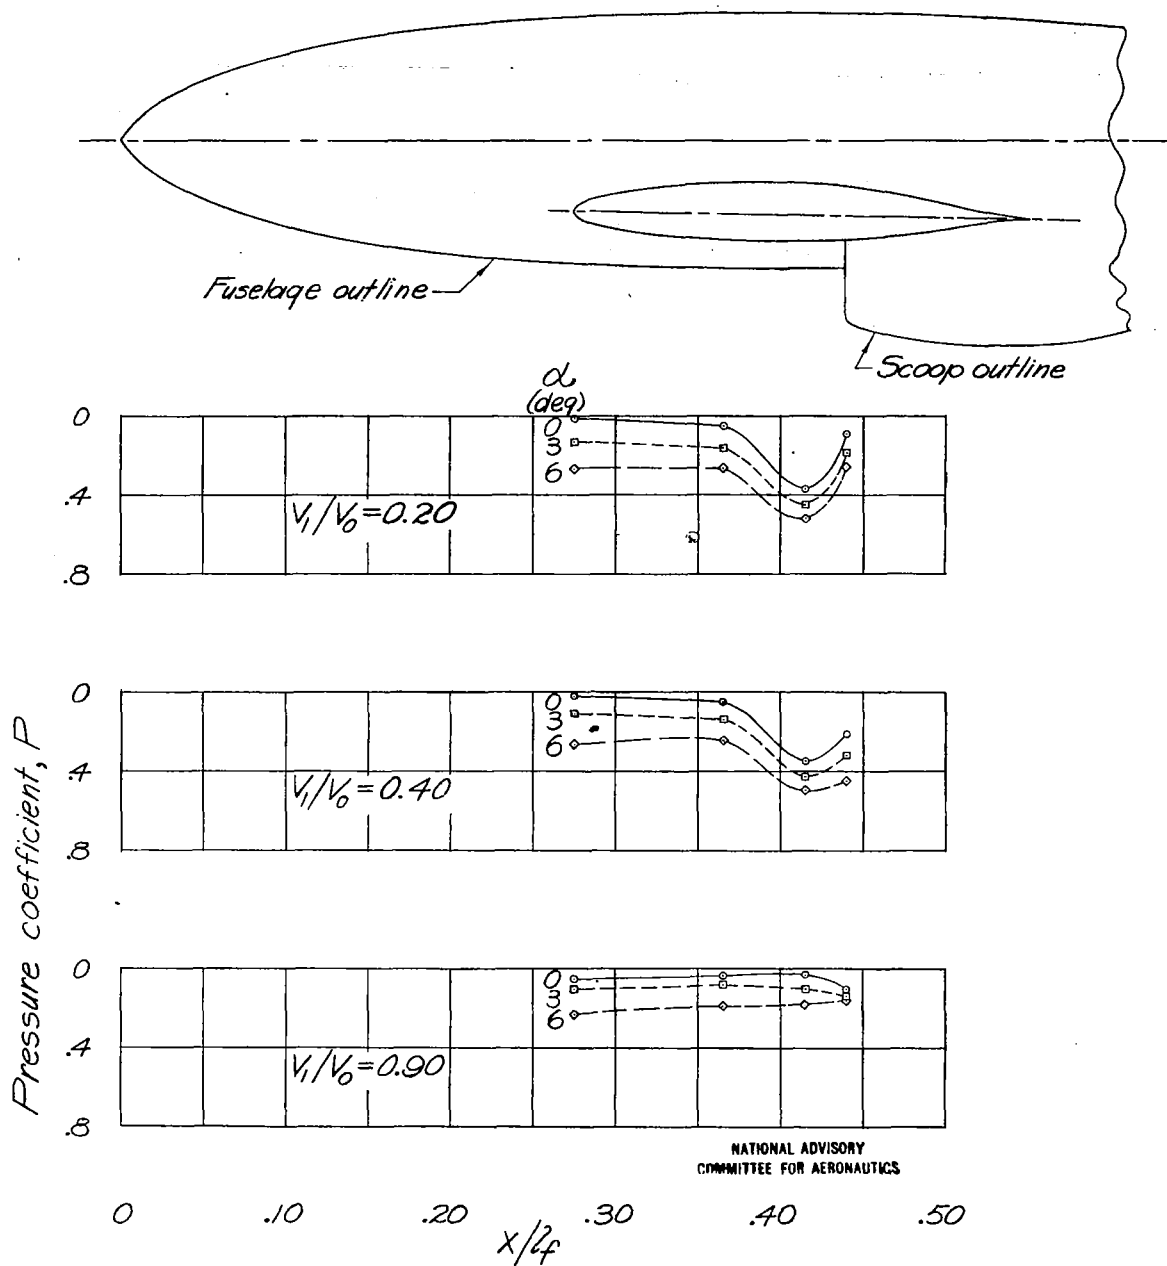 Fuselage outline
Scoop outline
α
(deg)
0
0
3
6
.4
V₁/V₀=0.20
.8
0
0
3
6
.4
V₁/V₀=0.40
.8
Pressure coefficient, P
0
0
3
6
.4
V₁/V₀=0.90
.8
NATIONAL ADVISORY
COMMITTEE FOR AERONAUTICS
0 .10 .20 .30 .40 .50
X/lf